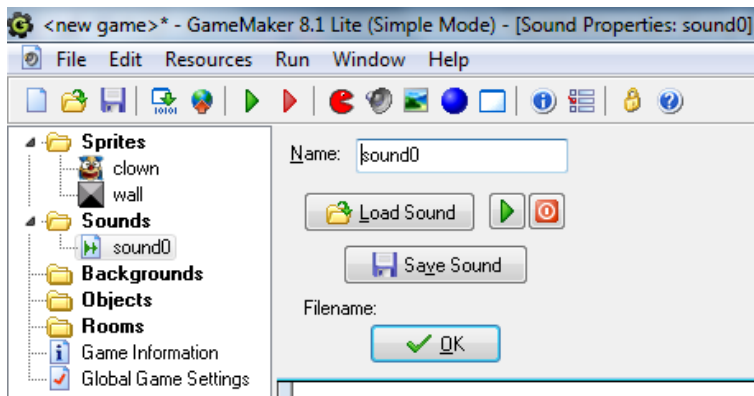 <new game>* - GameMaker 8.1 Lite (Simple Mode) - [Sound Properties: sound0]
File Edit Resources Run Window Help
Sprites
clown
wall
Sounds
sound0
Backgrounds
Objects
Rooms
Game Information
Global Game Settings
Name: sound0
Load Sound
Save Sound
Filename:
OK